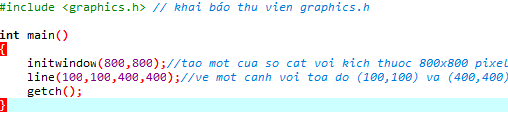 #include <graphics.h> // khai báo thu vien graphics.h
int main()
{
initwindow(800,800);//tao mot cua so cat voi kich thuoc 800x800 pixel
line(100,100,400,400);//ve mot canh voi toa do (100,100) va (400,400)
getch();
}